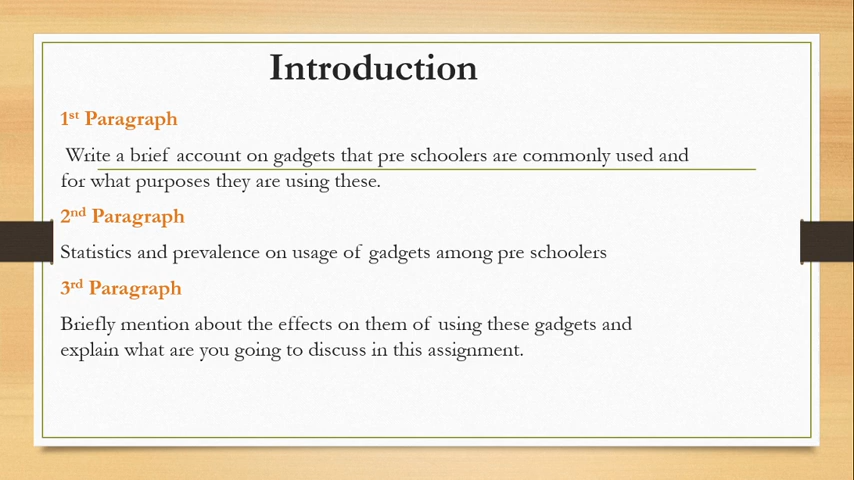 Introduction
1st Paragraph
Write a brief account on gadgets that pre schoolers are commonly used and
for what purposes they are using these.
2nd Paragraph
Statistics and prevalence on usage of gadgets among pre schoolers
3rd Paragraph
Briefly mention about the effects on them of using these gadgets and
explain what are you going to discuss in this assignment.